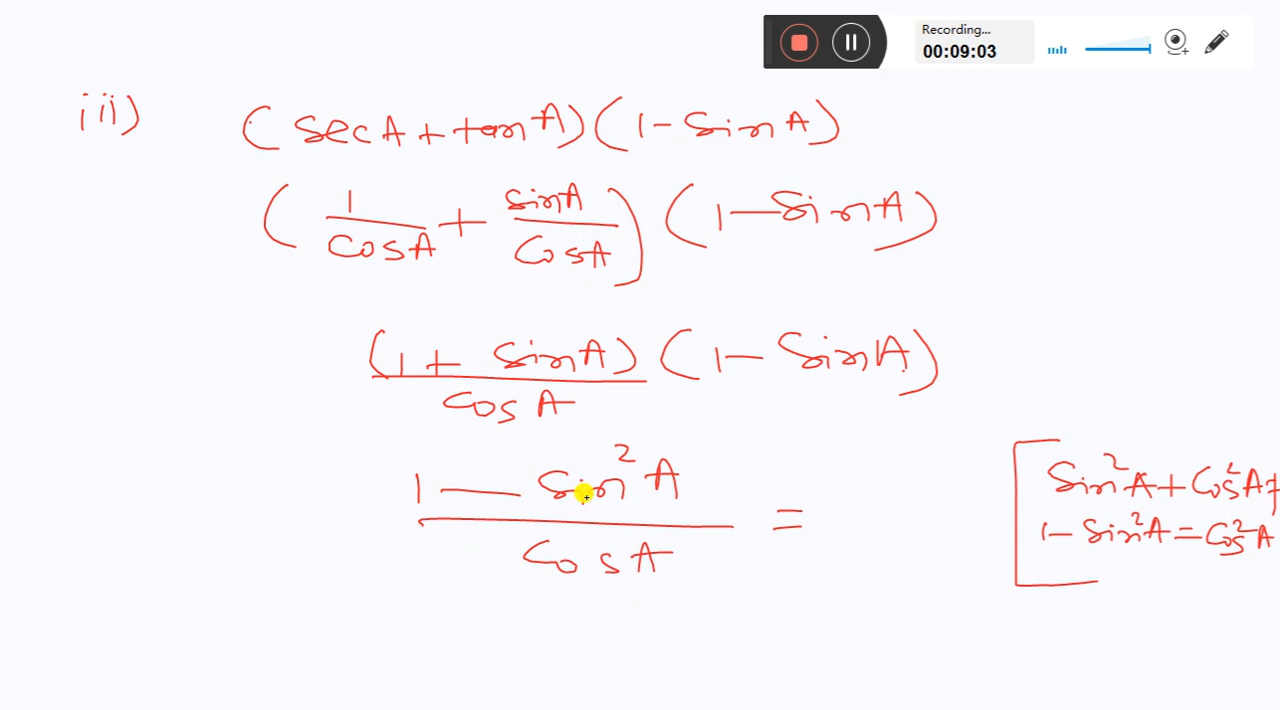 Recording...
00:09:03
iii) (secA + tanA)(1 - sinA)
(1/cosA + sinA/cosA)(1 - sinA)
(1 + sinA)/cosA (1 - sinA)
1 - sin²A / cosA =
[sin²A + cos²A =
1 - sin²A = cos²A